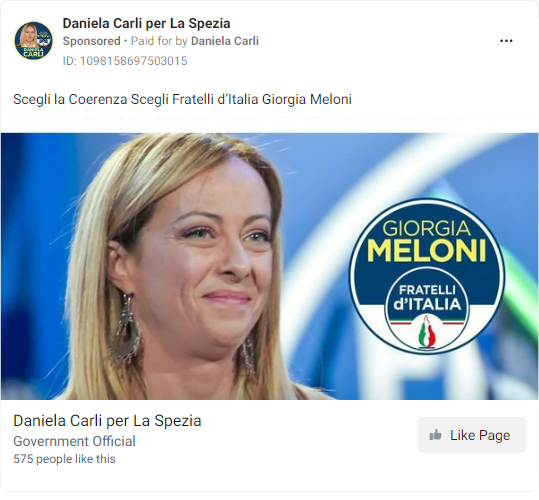 Daniela Carli per La Spezia
Sponsored • Paid for by Daniela Carli
ID: 1098158697503015
Scegli la Coerenza Scegli Fratelli d'Italia Giorgia Meloni
GIORGIA
MELONI
FRATELLI
d'ITALIA
Daniela Carli per La Spezia
Government Official
575 people like this
Like Page